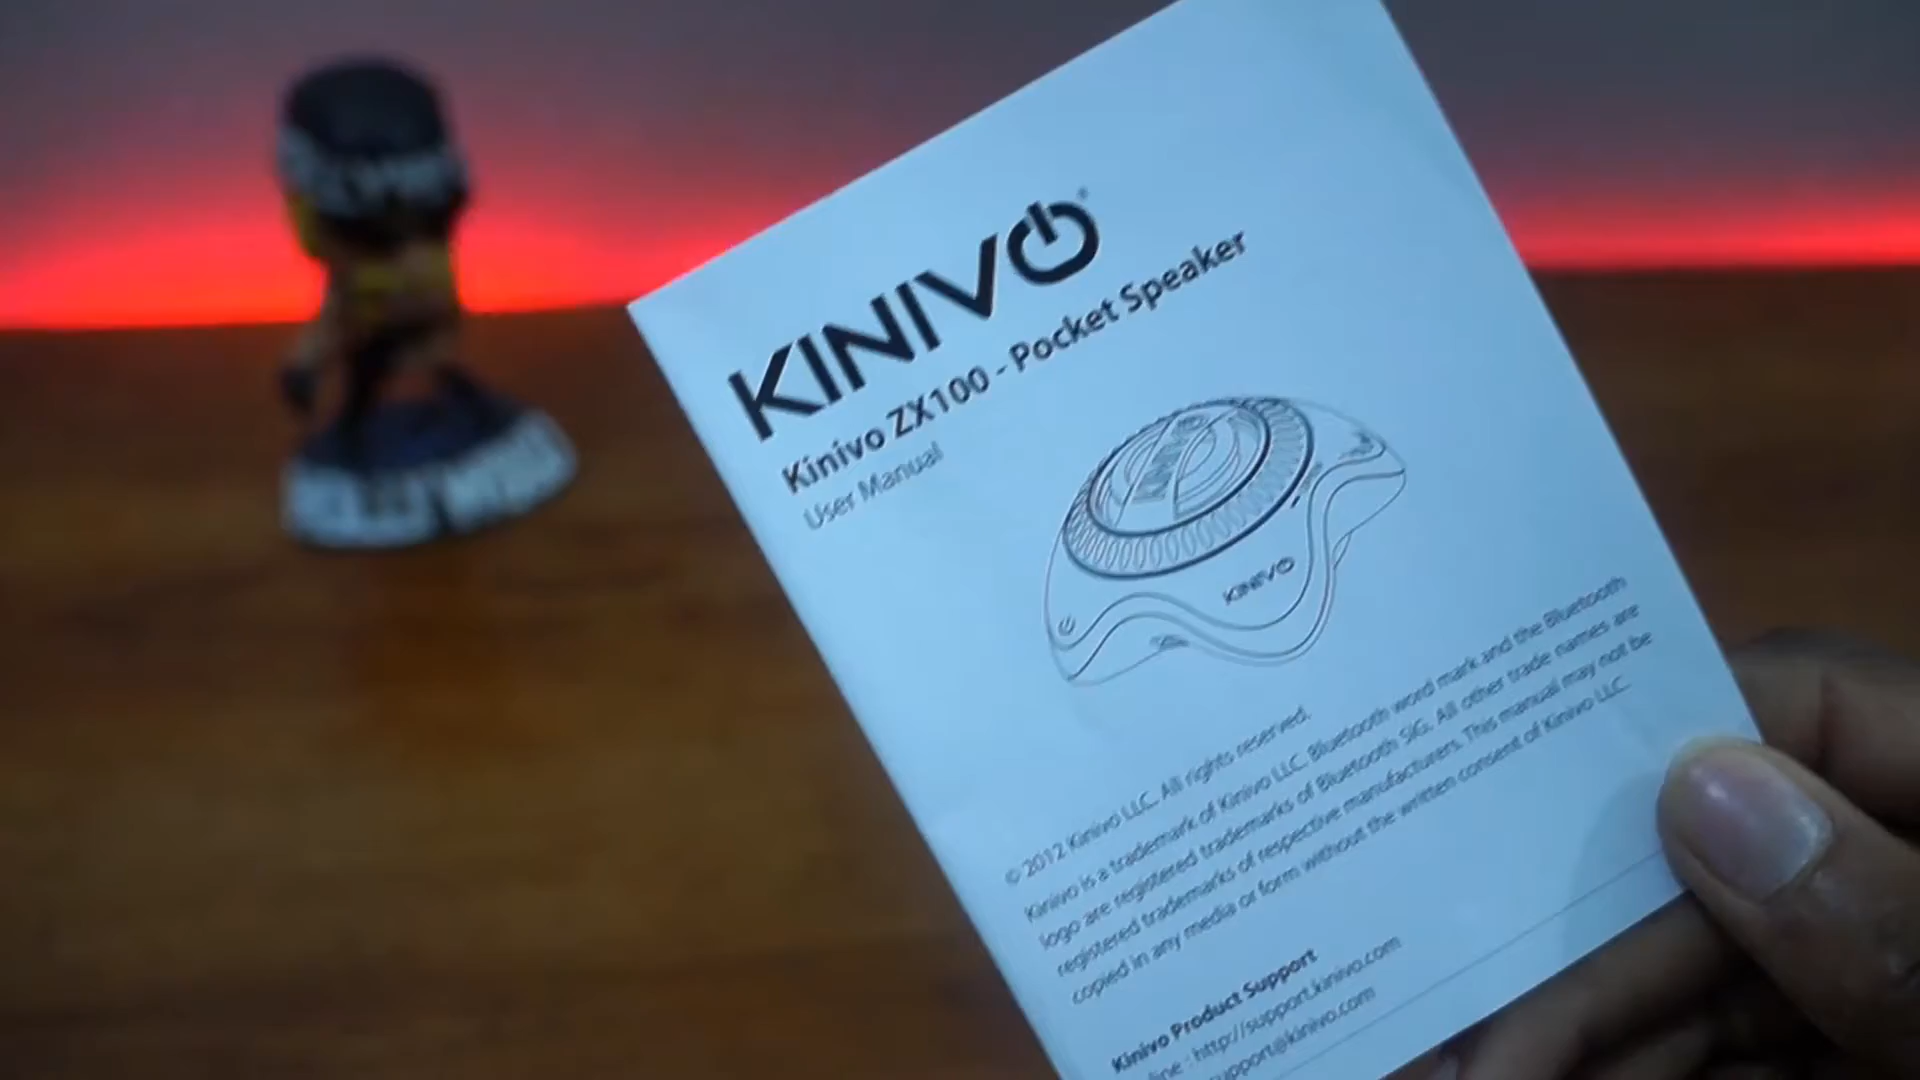 KINIVO®
Kinivo ZX100 - Pocket Speaker
User Manual
KINIVO
KINIVO
© 2012 Kinivo LLC. All rights reserved.
Kinivo is a trademark of Kinivo LLC. Bluetooth word mark and the Bluetooth
logo are registered trademarks of Bluetooth SIG. All other trade names are
registered trademarks of respective manufacturers. This manual may not be
copied in any media or form without the written consent of Kinivo LLC.
Kinivo Product Support
line : http://support.kinivo.com
support@kinivo.com